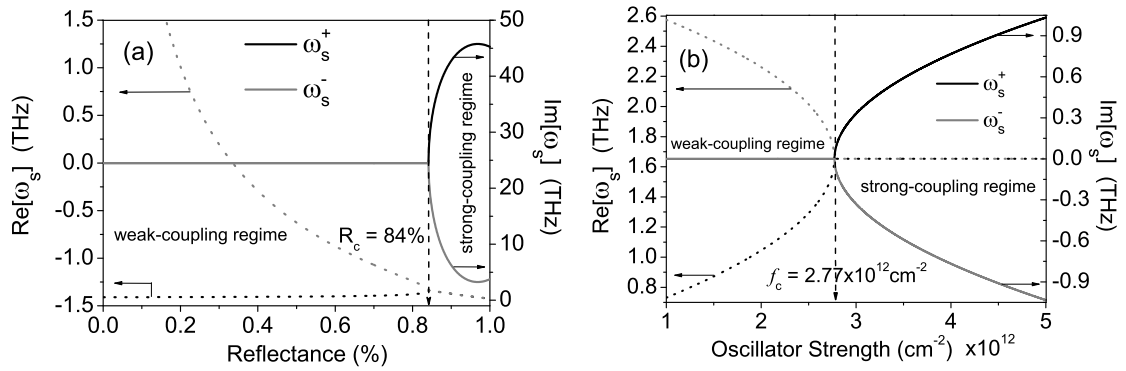 (a)
ωs+
ωs-
1.5
1.0
0.5
0.0
-0.5
-1.0
-1.5
Re[ωs] (THz)
50
40
30
20
10
0
Im[ωs] (THz)
strong-coupling regime
weak-coupling regime
Rc = 84%
0.0 0.2 0.4 0.6 0.8 1.0
Reflectance (%)
(b)
ωs+
ωs-
2.6
2.4
2.2
2.0
1.8
1.6
1.4
1.2
1.0
0.8
Re[ωs] (THz)
0.9
0.6
0.3
0.0
-0.3
-0.6
-0.9
Im[ωs] (THz)
weak-coupling regime
strong-coupling regime
fc = 2.77x10^12cm^-2
1 2 3 4 5
Oscillator Strength (cm^-2) x10^12